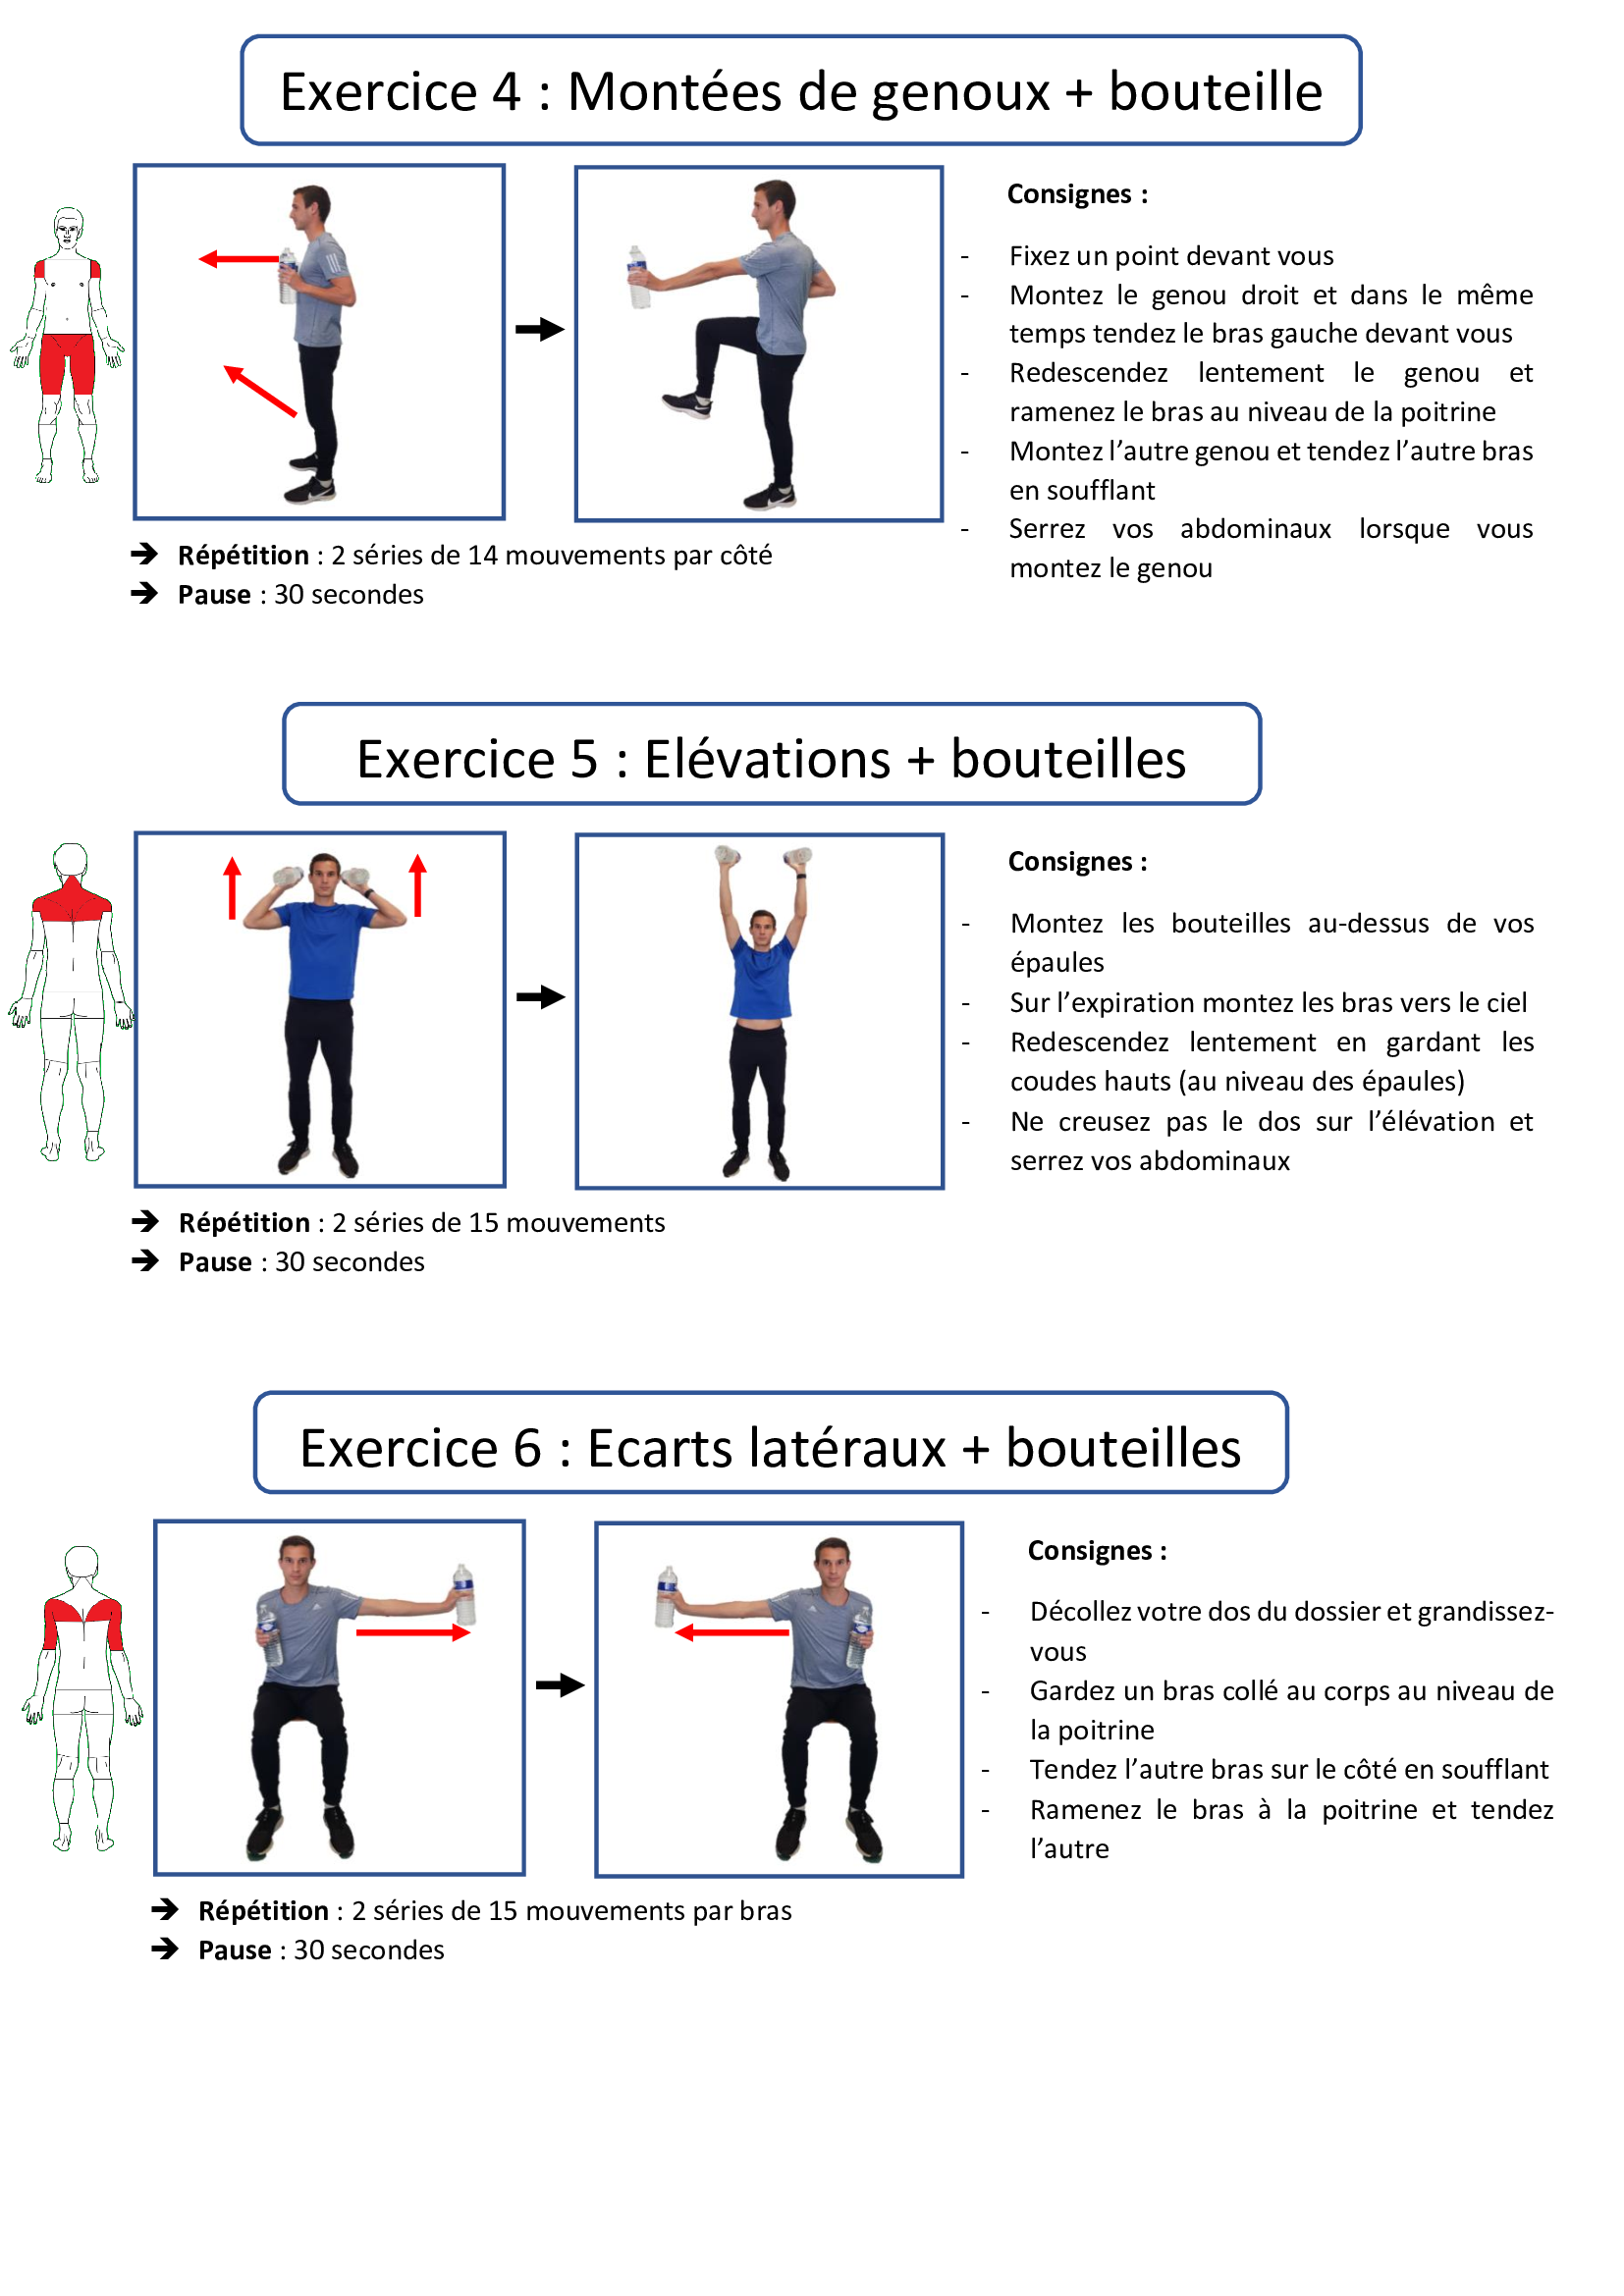 Exercice 4 : Montées de genoux + bouteille
Consignes :
- Fixez un point devant vous
- Montez le genou droit et dans le même
temps tendez le bras gauche devant vous
- Redescendez lentement le genou et
ramenez le bras au niveau de la poitrine
- Montez l’autre genou et tendez l’autre bras
en soufflant
- Serrez vos abdominaux lorsque vous
montez le genou
➔ Répétition : 2 séries de 14 mouvements par côté
➔ Pause : 30 secondes
Exercice 5 : Elévations + bouteilles
Consignes :
- Montez les bouteilles au-dessus de vos
épaules
- Sur l’expiration montez les bras vers le ciel
- Redescendez lentement en gardant les
coudes hauts (au niveau des épaules)
- Ne creusez pas le dos sur l’élévation et
serrez vos abdominaux
➔ Répétition : 2 séries de 15 mouvements
➔ Pause : 30 secondes
Exercice 6 : Ecarts latéraux + bouteilles
Consignes :
- Décollez votre dos du dossier et grandissez-
vous
- Gardez un bras collé au corps au niveau de
la poitrine
- Tendez l’autre bras sur le côté en soufflant
- Ramenez le bras à la poitrine et tendez
l’autre
➔ Répétition : 2 séries de 15 mouvements par bras
➔ Pause : 30 secondes